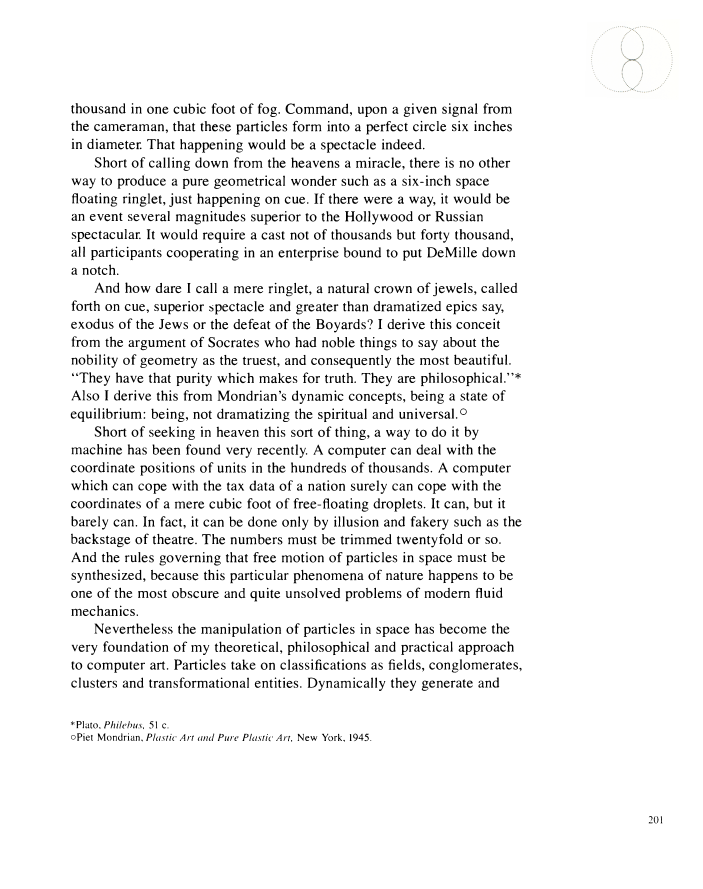 thousand in one cubic foot of fog. Command, upon a given signal from
the cameraman, that these particles form into a perfect circle six inches
in diameter. That happening would be a spectacle indeed.
Short of calling down from the heavens a miracle, there is no other
way to produce a pure geometrical wonder such as a six-inch space
floating ringlet, just happening on cue. If there were a way, it would be
an event several magnitudes superior to the Hollywood or Russian
spectacular. It would require a cast not of thousands but forty thousand,
all participants cooperating in an enterprise bound to put DeMille down
a notch.
And how dare I call a mere ringlet, a natural crown of jewels, called
forth on cue, superior spectacle and greater than dramatized epics say,
exodus of the Jews or the defeat of the Boyards? I derive this conceit
from the argument of Socrates who had noble things to say about the
nobility of geometry as the truest, and consequently the most beautiful.
“They have that purity which makes for truth. They are philosophical.”*
Also I derive this from Mondrian's dynamic concepts, being a state of
equilibrium: being, not dramatizing the spiritual and universal.○
Short of seeking in heaven this sort of thing, a way to do it by
machine has been found very recently. A computer can deal with the
coordinate positions of units in the hundreds of thousands. A computer
which can cope with the tax data of a nation surely can cope with the
coordinates of a mere cubic foot of free-floating droplets. It can, but it
barely can. In fact, it can be done only by illusion and fakery such as the
backstage of theatre. The numbers must be trimmed twentyfold or so.
And the rules governing that free motion of particles in space must be
synthesized, because this particular phenomena of nature happens to be
one of the most obscure and quite unsolved problems of modern fluid
mechanics.
Nevertheless the manipulation of particles in space has become the
very foundation of my theoretical, philosophical and practical approach
to computer art. Particles take on classifications as fields, conglomerates,
clusters and transformational entities. Dynamically they generate and
*Plato, Philebus, 51 c.
○Piet Mondrian, Plastic Art and Pure Plastic Art, New York, 1945.
201